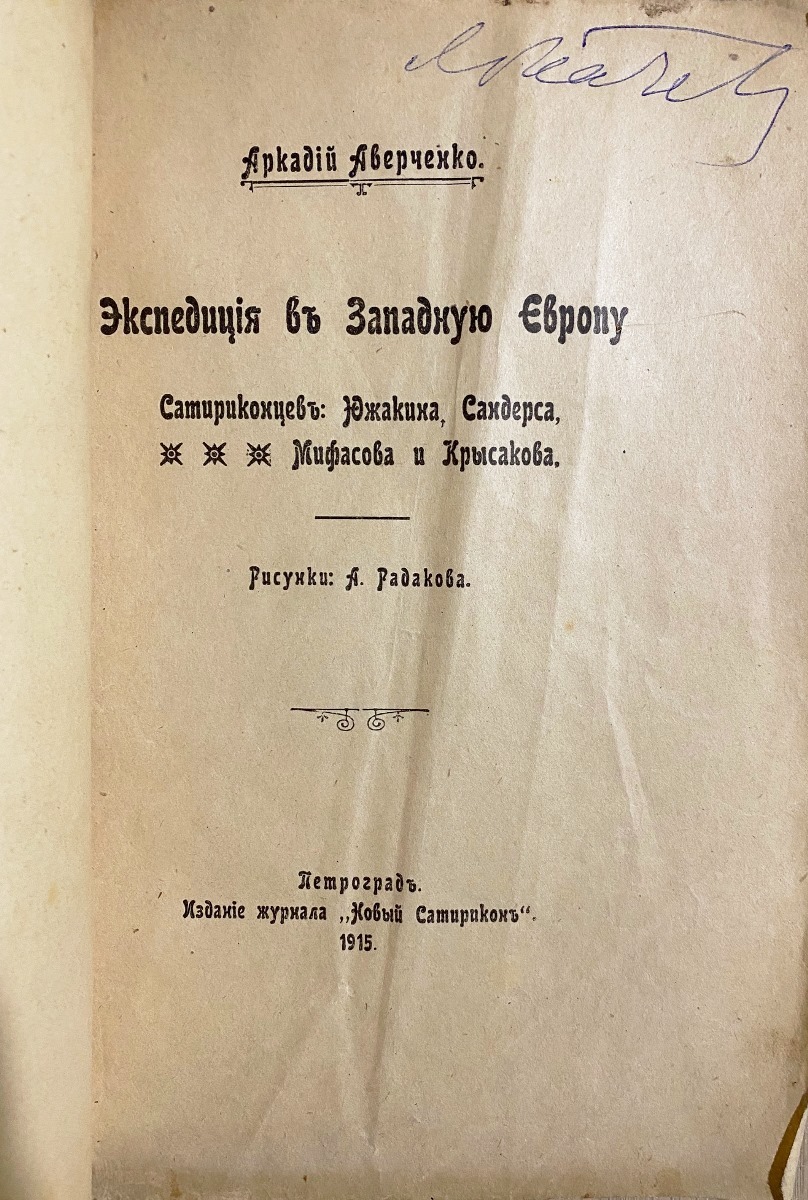 Аркадій Аверченко.
Экспедиція въ Западную Европу
Сатириконцевъ: Южакина, Сандерса,
Мифасова и Крысакова.
Рисунки: А. Радакова.
Петроградъ.
Изданіе журнала „Новый Сатириконъ“.
1915.